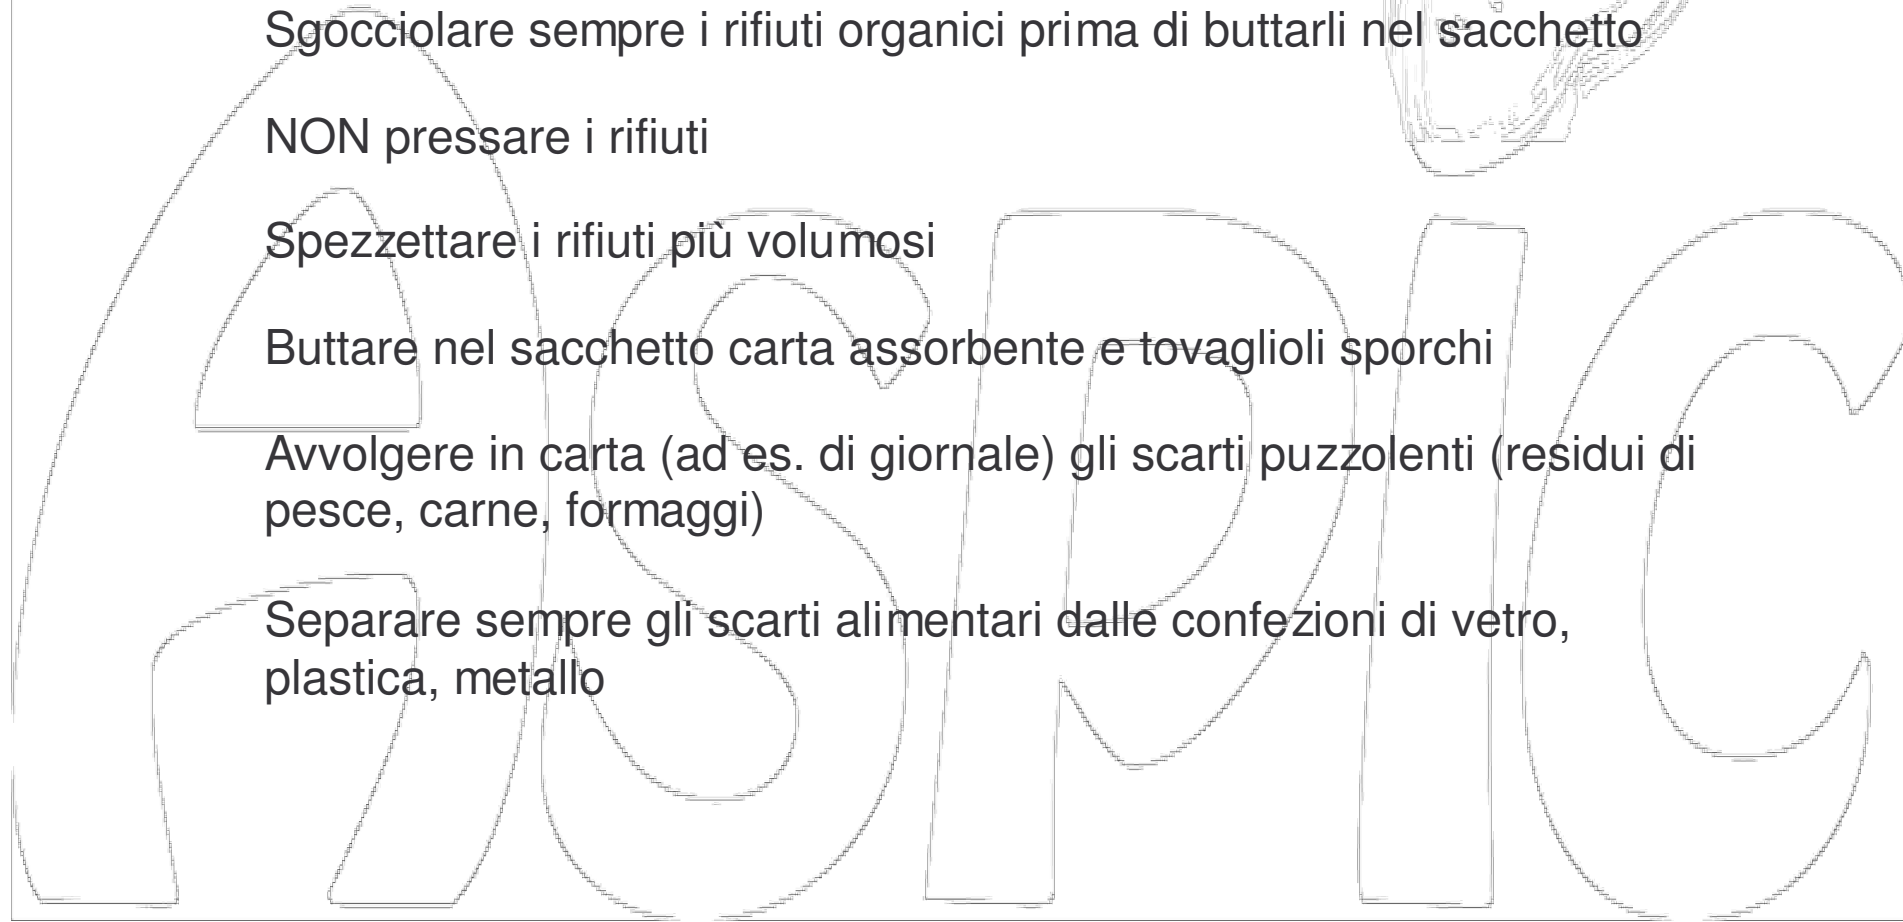 Sgocciolare sempre i rifiuti organici prima di buttarli nel sacchetto
NON pressare i rifiuti
Spezzettare i rifiuti più volumosi
Buttare nel sacchetto carta assorbente e tovaglioli sporchi
Avvolgere in carta (ad es. di giornale) gli scarti puzzolenti (residui di
pesce, carne, formaggi)
Separare sempre gli scarti alimentari dalle confezioni di vetro,
plastica, metallo
ASPIC